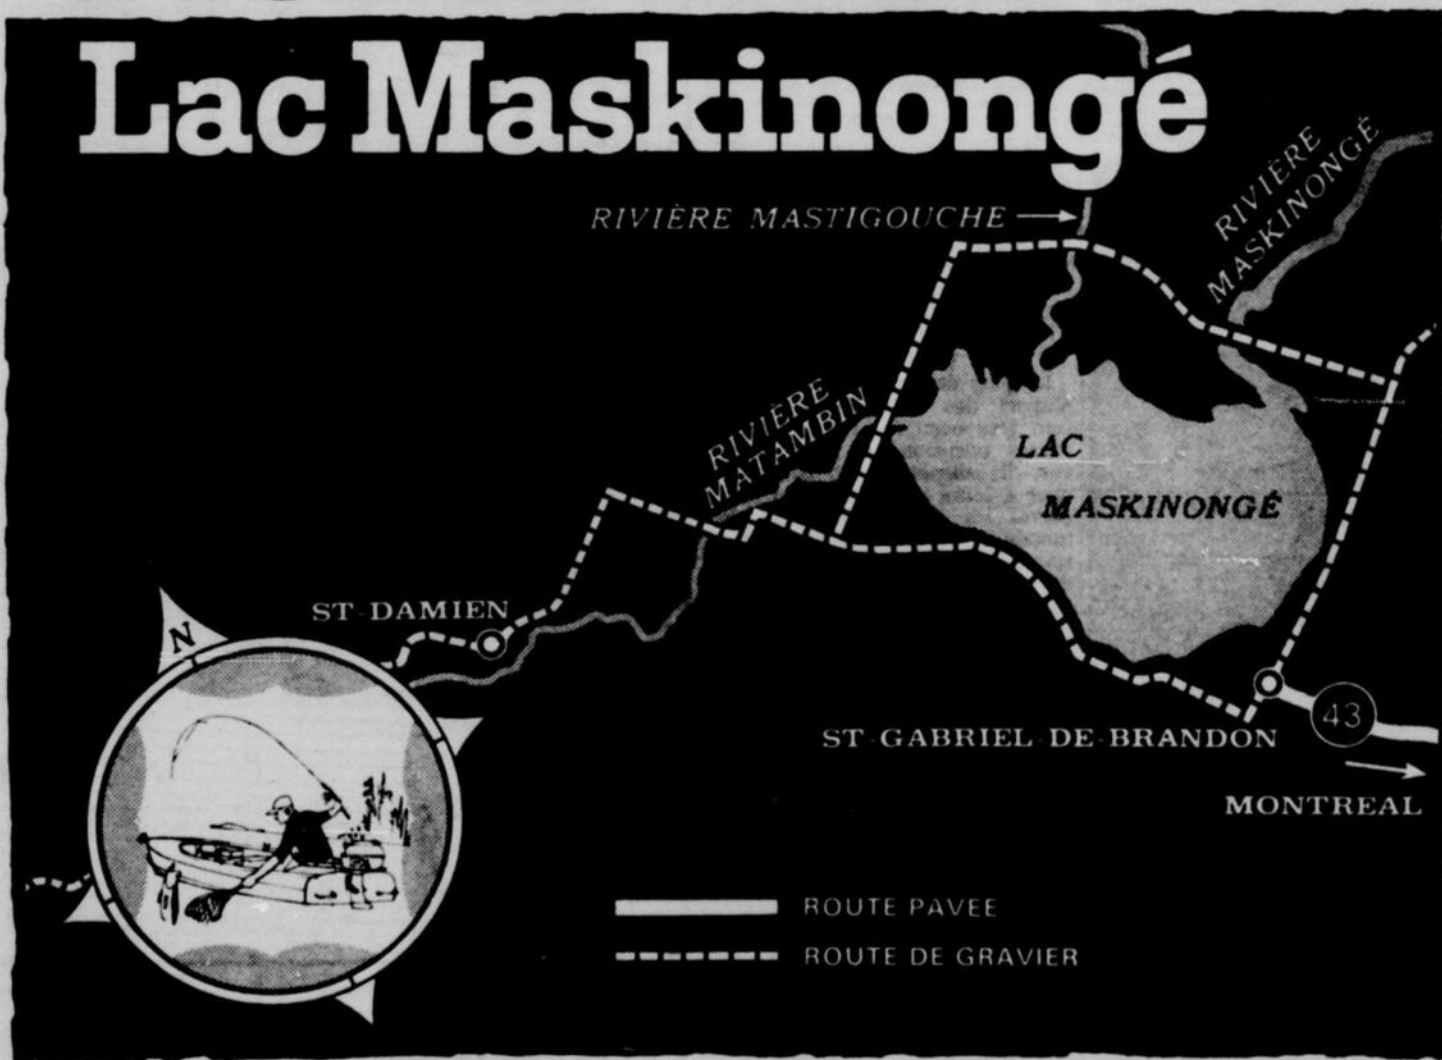 Lac Maskinongé
RIVIÈRE MASTIGOUCHE
RIVIÈRE
MASKINONGÉ
RIVIÈRE
MATAMBIN
LAC
MASKINONGÉ
ST-DAMIEN
N
43
ST-GABRIEL-DE-BRANDON
MONTREAL
ROUTE PAVEE
ROUTE DE GRAVIER